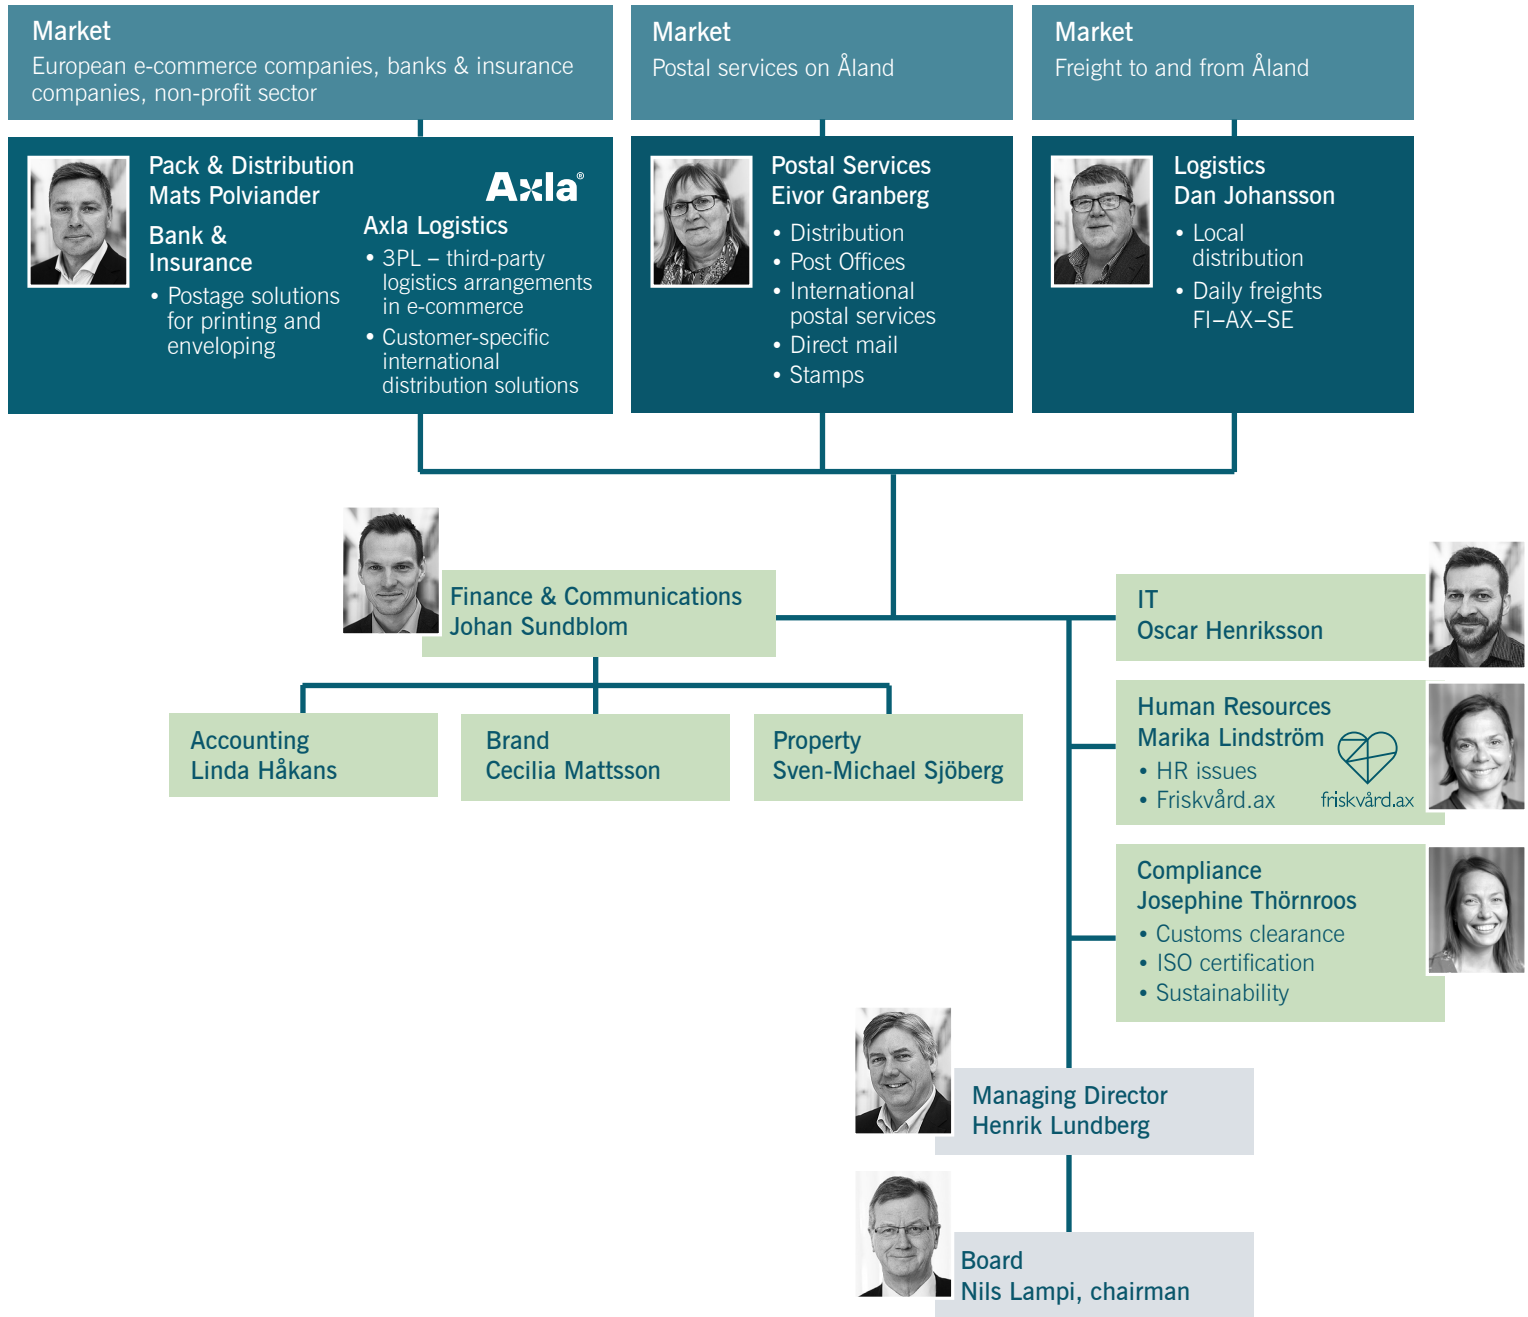 Market
European e-commerce companies, banks & insurance
companies, non-profit sector
Market
Postal services on Åland
Market
Freight to and from Åland
Pack & Distribution
Mats Polviander
Bank &
Insurance
• Postage solutions
for printing and
enveloping
Axla®
Axla Logistics
• 3PL – third-party
logistics arrangements
in e-commerce
• Customer-specific
international
distribution solutions
Postal Services
Eivor Granberg
• Distribution
• Post Offices
• International
postal services
• Direct mail
• Stamps
Logistics
Dan Johansson
• Local
distribution
• Daily freights
FI–AX–SE
Finance & Communications
Johan Sundblom
Accounting
Linda Håkans
Brand
Cecilia Mattsson
Property
Sven-Michael Sjöberg
IT
Oscar Henriksson
Human Resources
Marika Lindström
• HR issues
• Friskvård.ax
friskvård.ax
Compliance
Josephine Thörnroos
• Customs clearance
• ISO certification
• Sustainability
Managing Director
Henrik Lundberg
Board
Nils Lampi, chairman